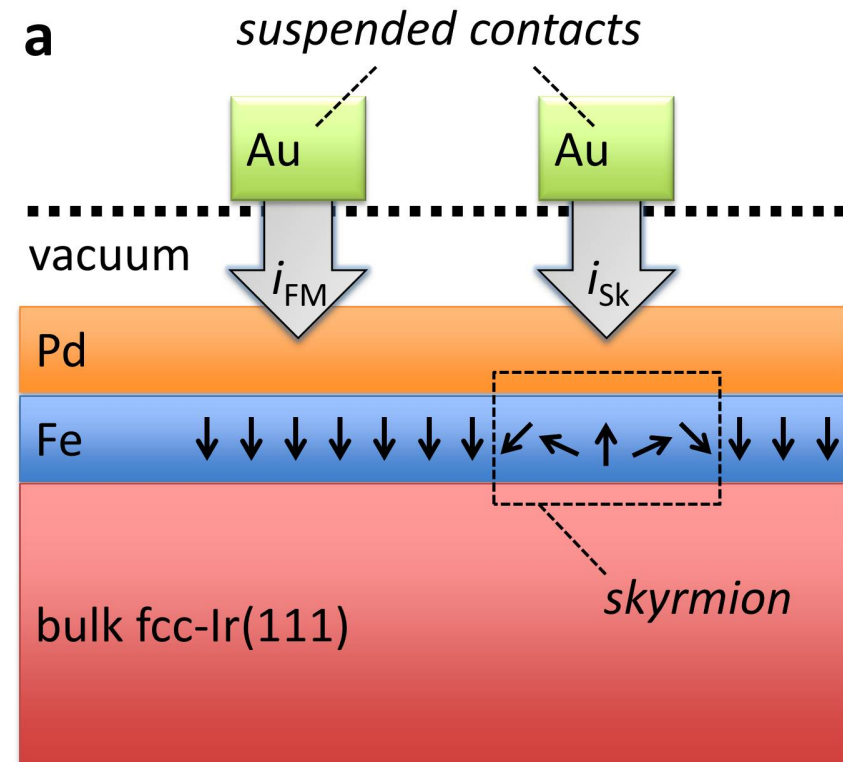 a
suspended contacts
Au
Au
vacuum
iFM
iSk
Pd
Fe
bulk fcc-Ir(111)
skyrmion